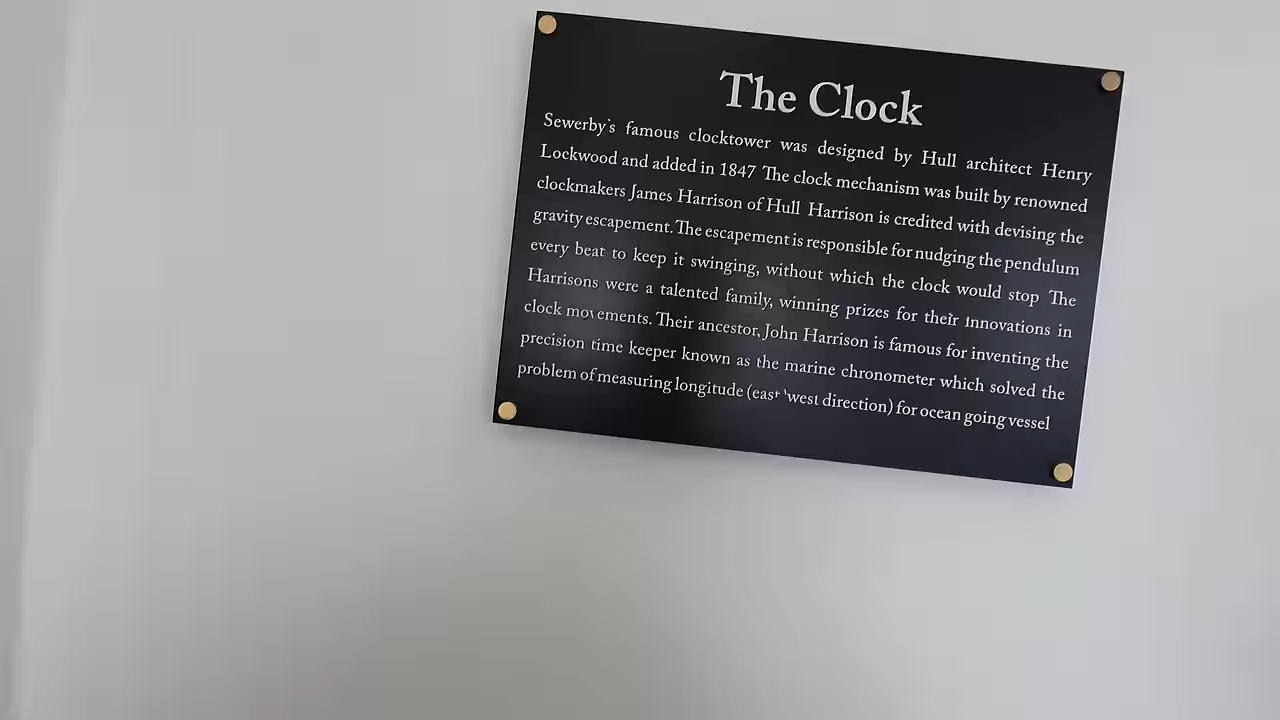 The Clock
Sewerby's famous clocktower was designed by Hull architect Henry
Lockwood and added in 1847 The clock mechanism was built by renowned
clockmakers James Harrison of Hull Harrison is credited with devising the
gravity escapement. The escapement is responsible for nudging the pendulum
every beat to keep it swinging, without which the clock would stop The
Harrisons were a talented family, winning prizes for their innovations in
clock movements. Their ancestor, John Harrison is famous for inventing the
precision time keeper known as the marine chronometer which solved the
problem of measuring longitude (east west direction) for ocean going vessel